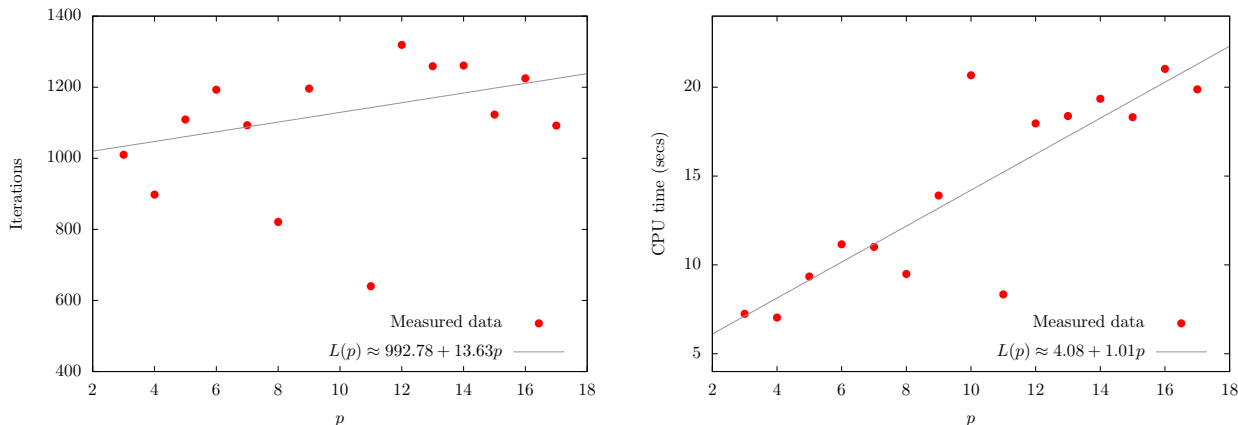 1400
1200
1000
800
600
400
Iterations
2 4 6 8 10 12 14 16 18
p
Measured data
L(p) ≈ 992.78 + 13.63p
20
15
10
5
CPU time (secs)
2 4 6 8 10 12 14 16 18
p
Measured data
L(p) ≈ 4.08 + 1.01p